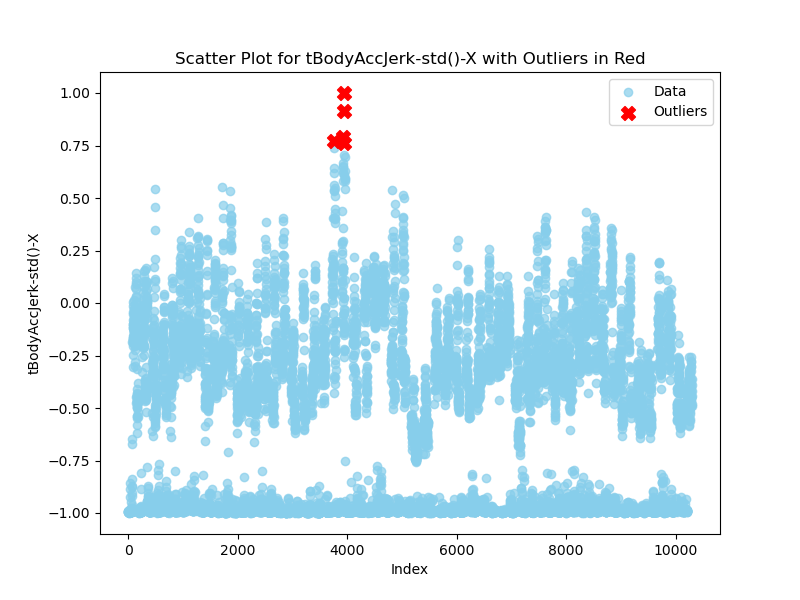 Scatter Plot for tBodyAccJerk-std()-X with Outliers in Red
Data
Outliers
tBodyAccJerk-std()-X
1.00
0.75
0.50
0.25
0.00
−0.25
−0.50
−0.75
−1.00
0 2000 4000 6000 8000 10000
Index